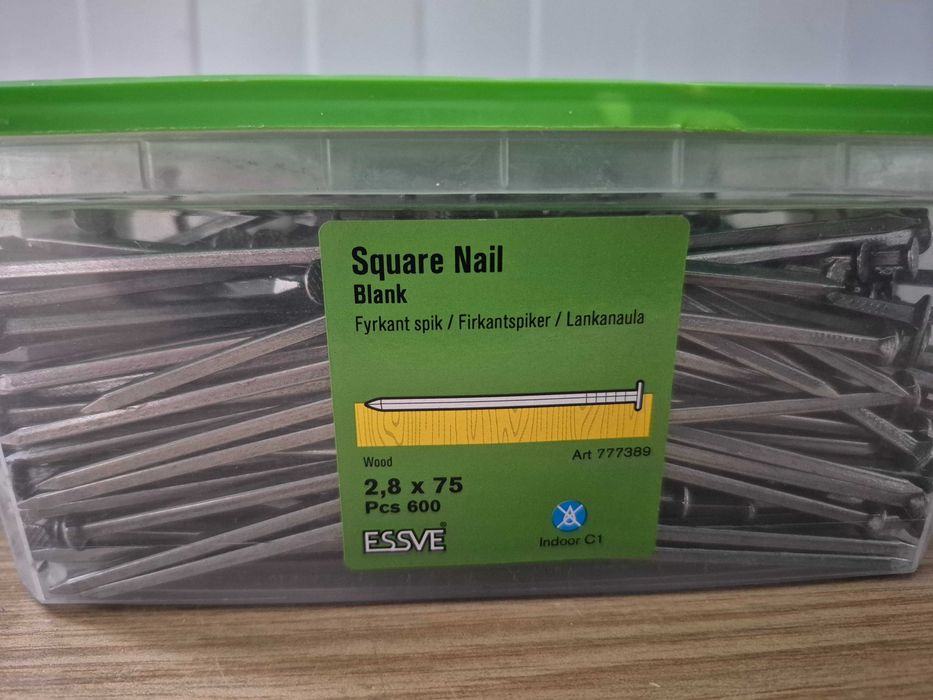 Square Nail
Blank
Fyrkant spik / Firkantspiker / Lankanaula
Wood
Art 777389
2,8 x 75
Pcs 600
ESSVE®
Indoor C1